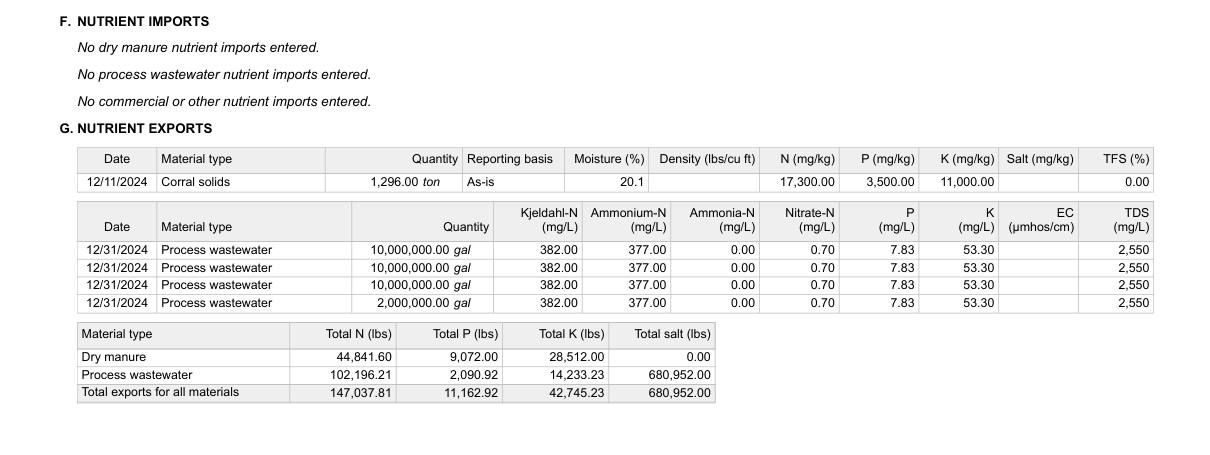 F. NUTRIENT IMPORTS
No dry manure nutrient imports entered.
No process wastewater nutrient imports entered.
No commercial or other nutrient imports entered.
G. NUTRIENT EXPORTS
Date Material type Quantity Reporting basis Moisture (%) Density (lbs/cu ft) N (mg/kg) P (mg/kg) K (mg/kg) Salt (mg/kg) TFS (%)
12/11/2024 Corral solids 1,296.00 ton As-is 20.1 17,300.00 3,500.00 11,000.00 0.00
Kjeldahl-N Ammonium-N Ammonia-N Nitrate-N P K EC TDS
Date Material type Quantity (mg/L) (mg/L) (mg/L) (mg/L) (mg/L) (mg/L) (µmhos/cm) (mg/L)
12/31/2024 Process wastewater 10,000,000.00 gal 382.00 377.00 0.00 0.70 7.83 53.30 2,550
12/31/2024 Process wastewater 10,000,000.00 gal 382.00 377.00 0.00 0.70 7.83 53.30 2,550
12/31/2024 Process wastewater 10,000,000.00 gal 382.00 377.00 0.00 0.70 7.83 53.30 2,550
12/31/2024 Process wastewater 2,000,000.00 gal 382.00 377.00 0.00 0.70 7.83 53.30 2,550
Material type Total N (lbs) Total P (lbs) Total K (lbs) Total salt (lbs)
Dry manure 44,841.60 9,072.00 28,512.00 0.00
Process wastewater 102,196.21 2,090.92 14,233.23 680,952.00
Total exports for all materials 147,037.81 11,162.92 42,745.23 680,952.00